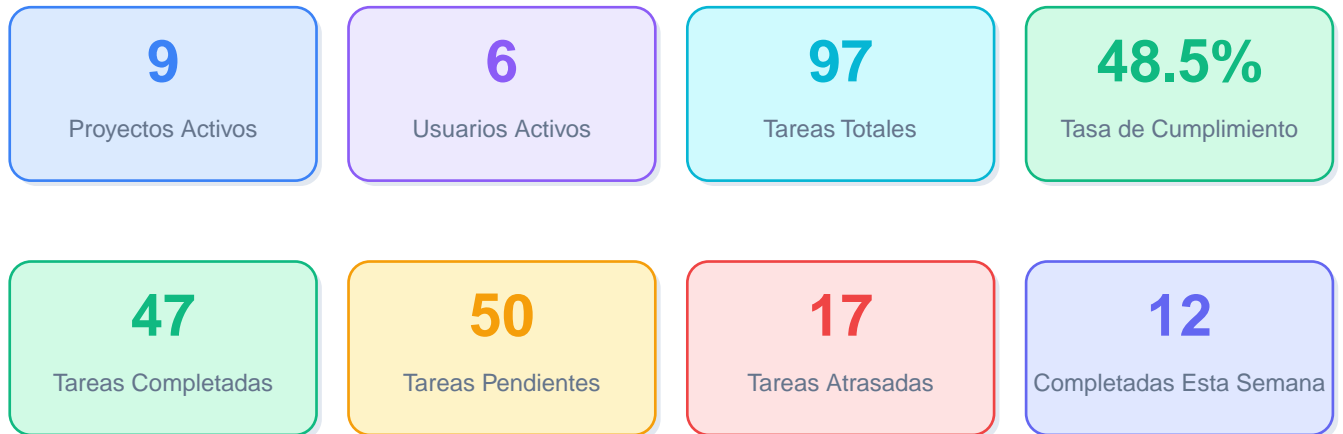 9
Proyectos Activos
6
Usuarios Activos
97
Tareas Totales
48.5%
Tasa de Cumplimiento
47
Tareas Completadas
50
Tareas Pendientes
17
Tareas Atrasadas
12
Completadas Esta Semana